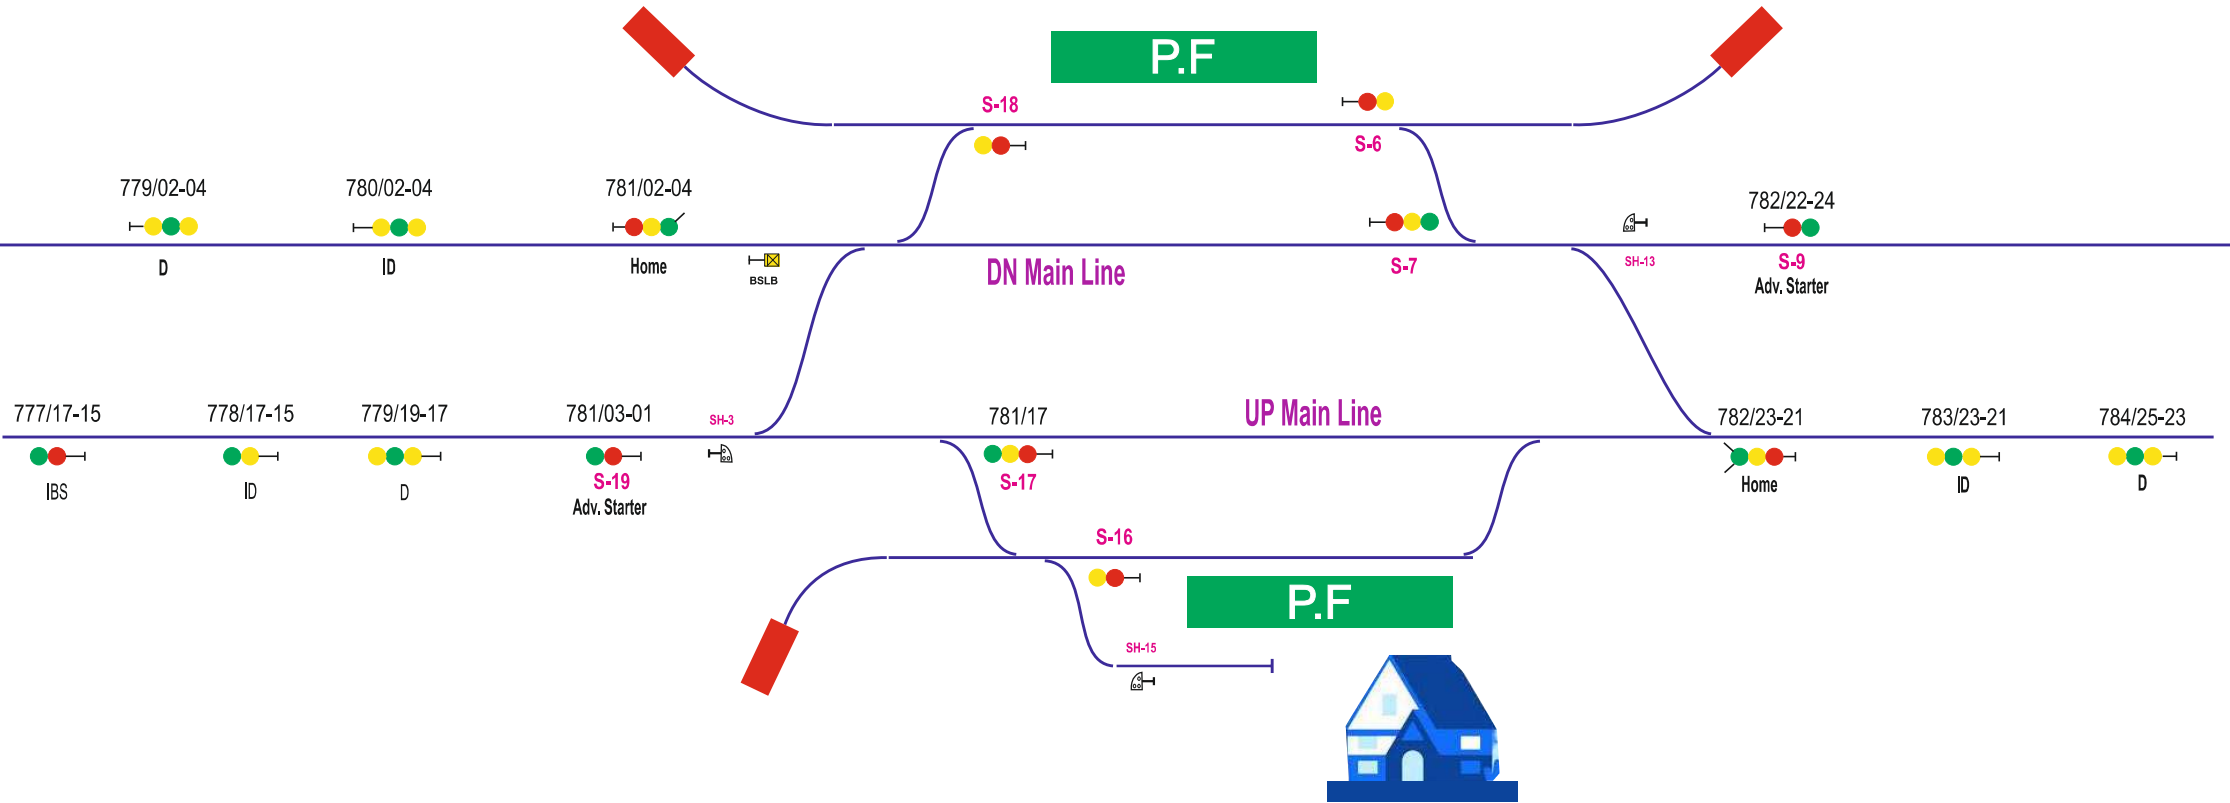 P.F
S-18
S-6
779/02-04
780/02-04
781/02-04
782/22-24
D
ID
Home
BSLB
DN Main Line
S-7
SH-13
S-9
Adv. Starter
777/17-15
778/17-15
779/19-17
781/03-01
SH-3
781/17
UP Main Line
782/23-21
783/23-21
784/25-23
IBS
ID
D
S-19
Adv. Starter
S-17
Home
ID
D
S-16
P.F
SH-15